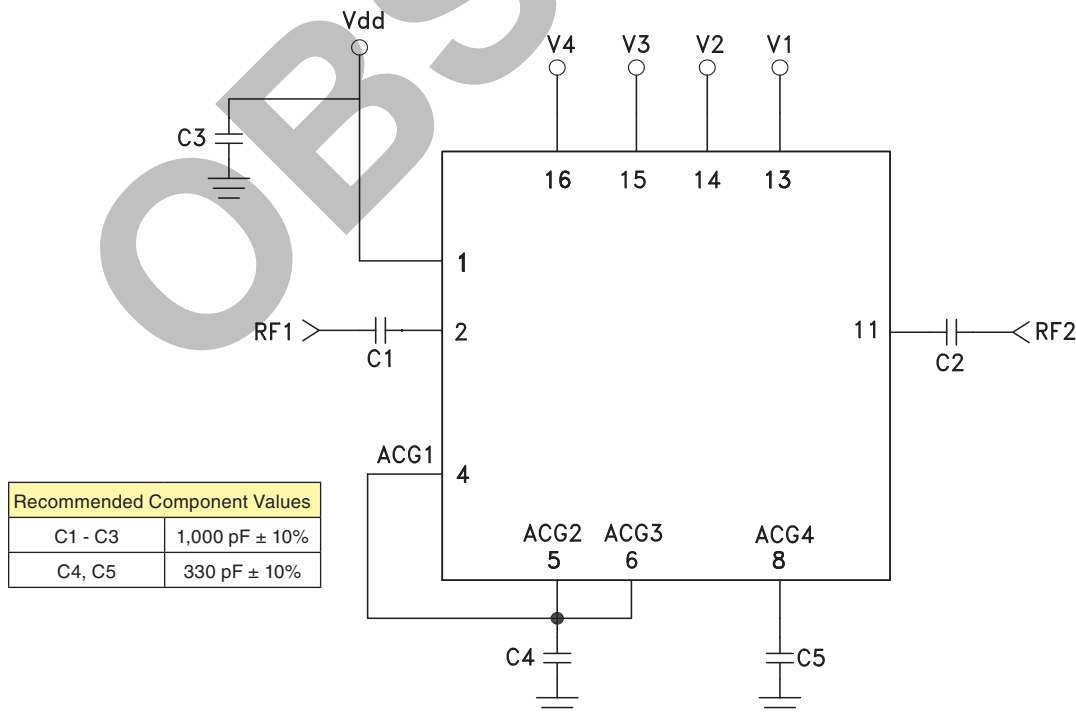 OBS
Vdd
V4 V3 V2 V1
C3
16 15 14 13
1
RF1 2 11 RF2
C1 C2
ACG1
4
Recommended Component Values
C1 - C3 1,000 pF ± 10%
C4, C5 330 pF ± 10%
ACG2 ACG3 ACG4
5 6 8
C4 C5